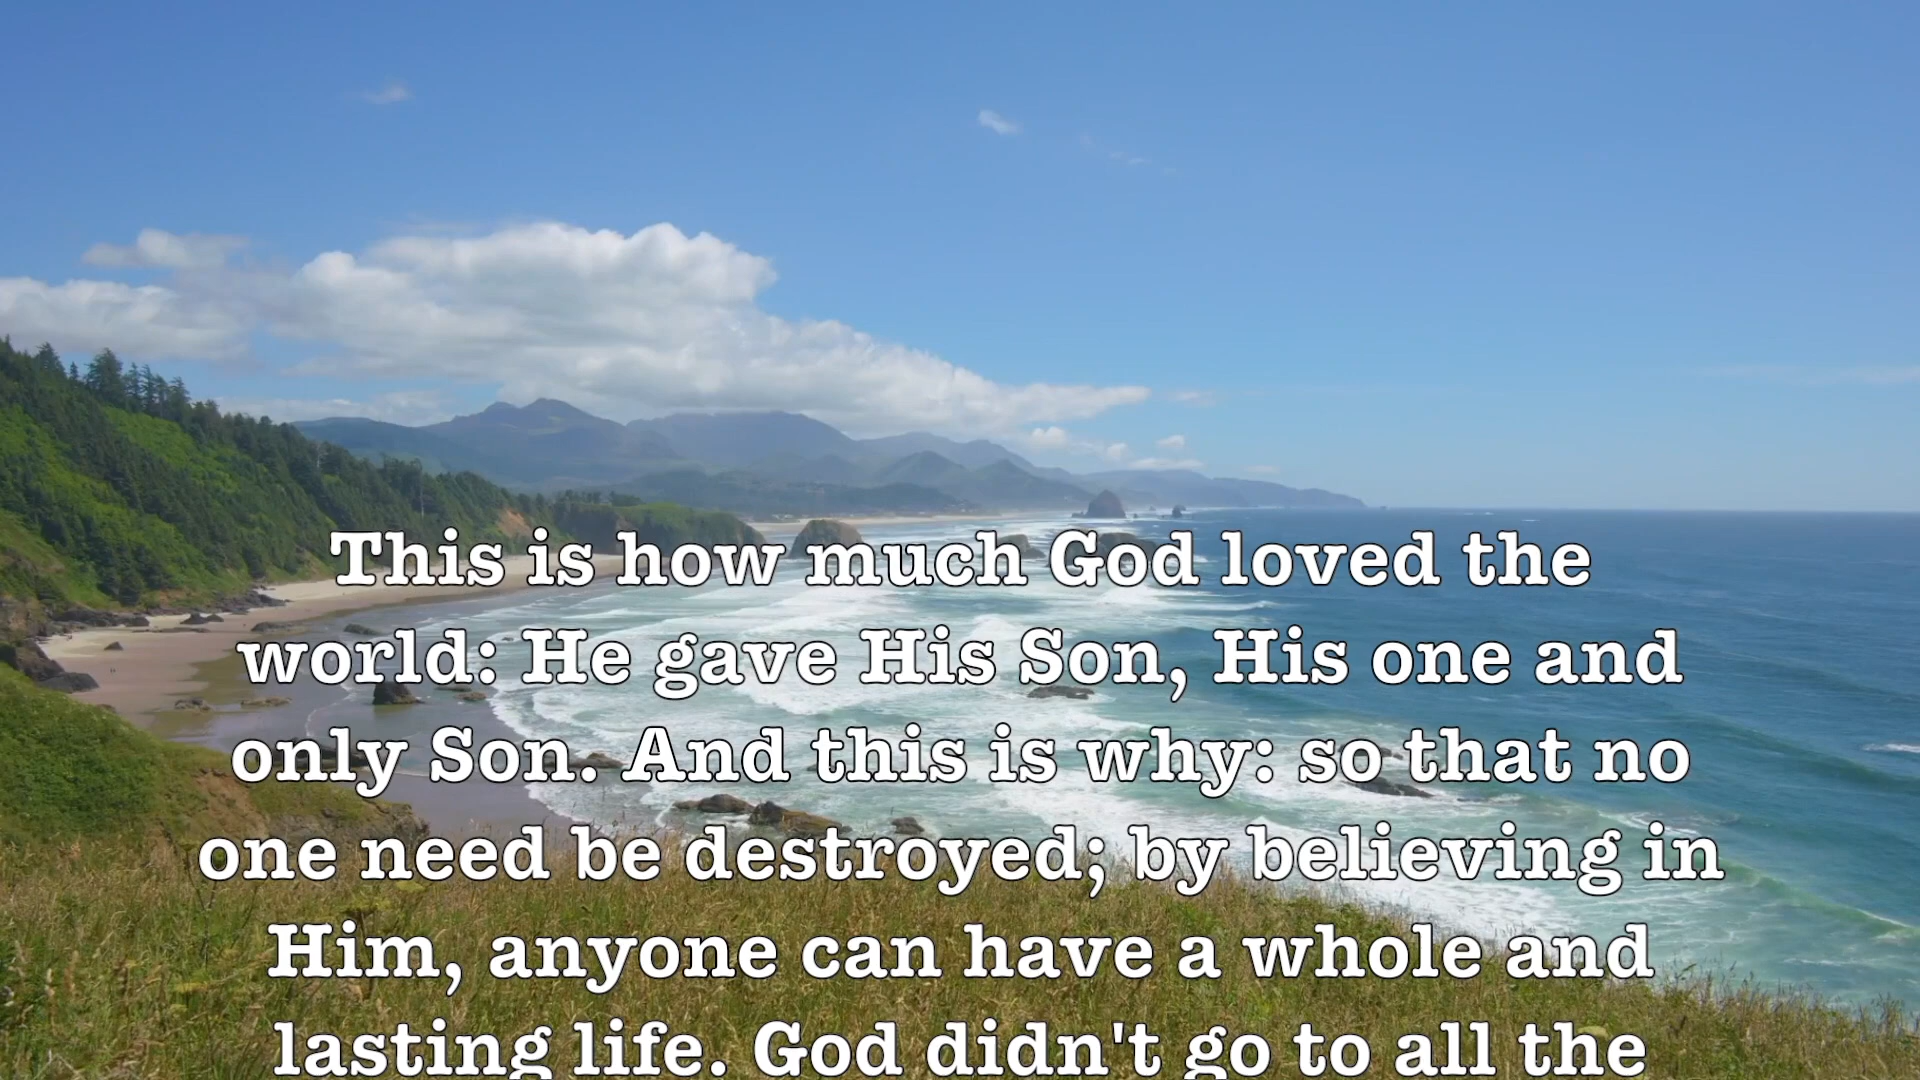 This is how much God loved the
world: He gave His Son, His one and
only Son. And this is why: so that no
one need be destroyed; by believing in
Him, anyone can have a whole and
lasting life. God didn't go to all the